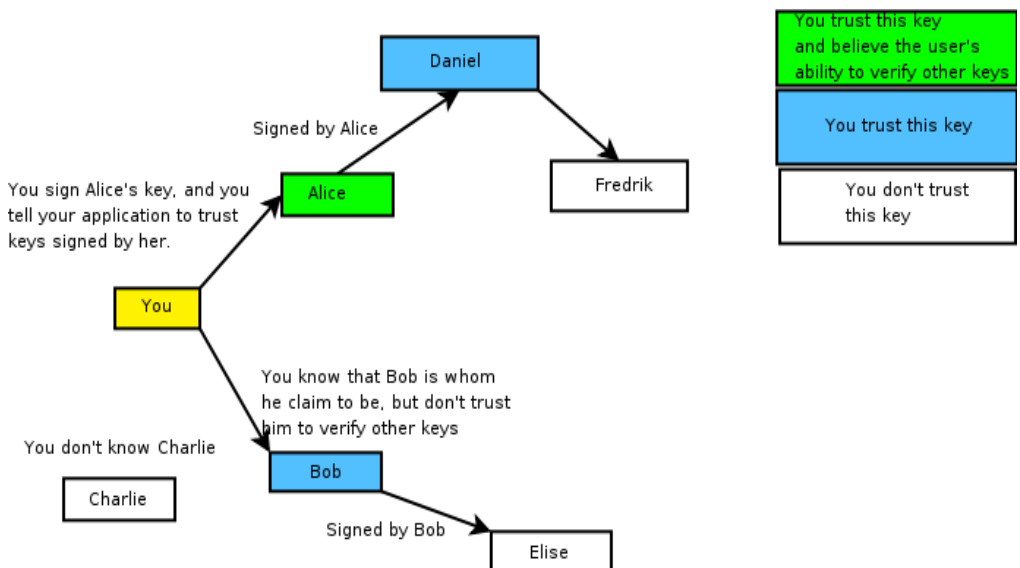 You trust this key
and believe the user's
ability to verify other keys
Daniel
You trust this key
Signed by Alice
Fredrik
You don't trust
this key
You sign Alice's key, and you
tell your application to trust
keys signed by her.
Alice
You
You know that Bob is whom
he claim to be, but don't trust
him to verify other keys
You don't know Charlie
Bob
Charlie
Signed by Bob
Elise